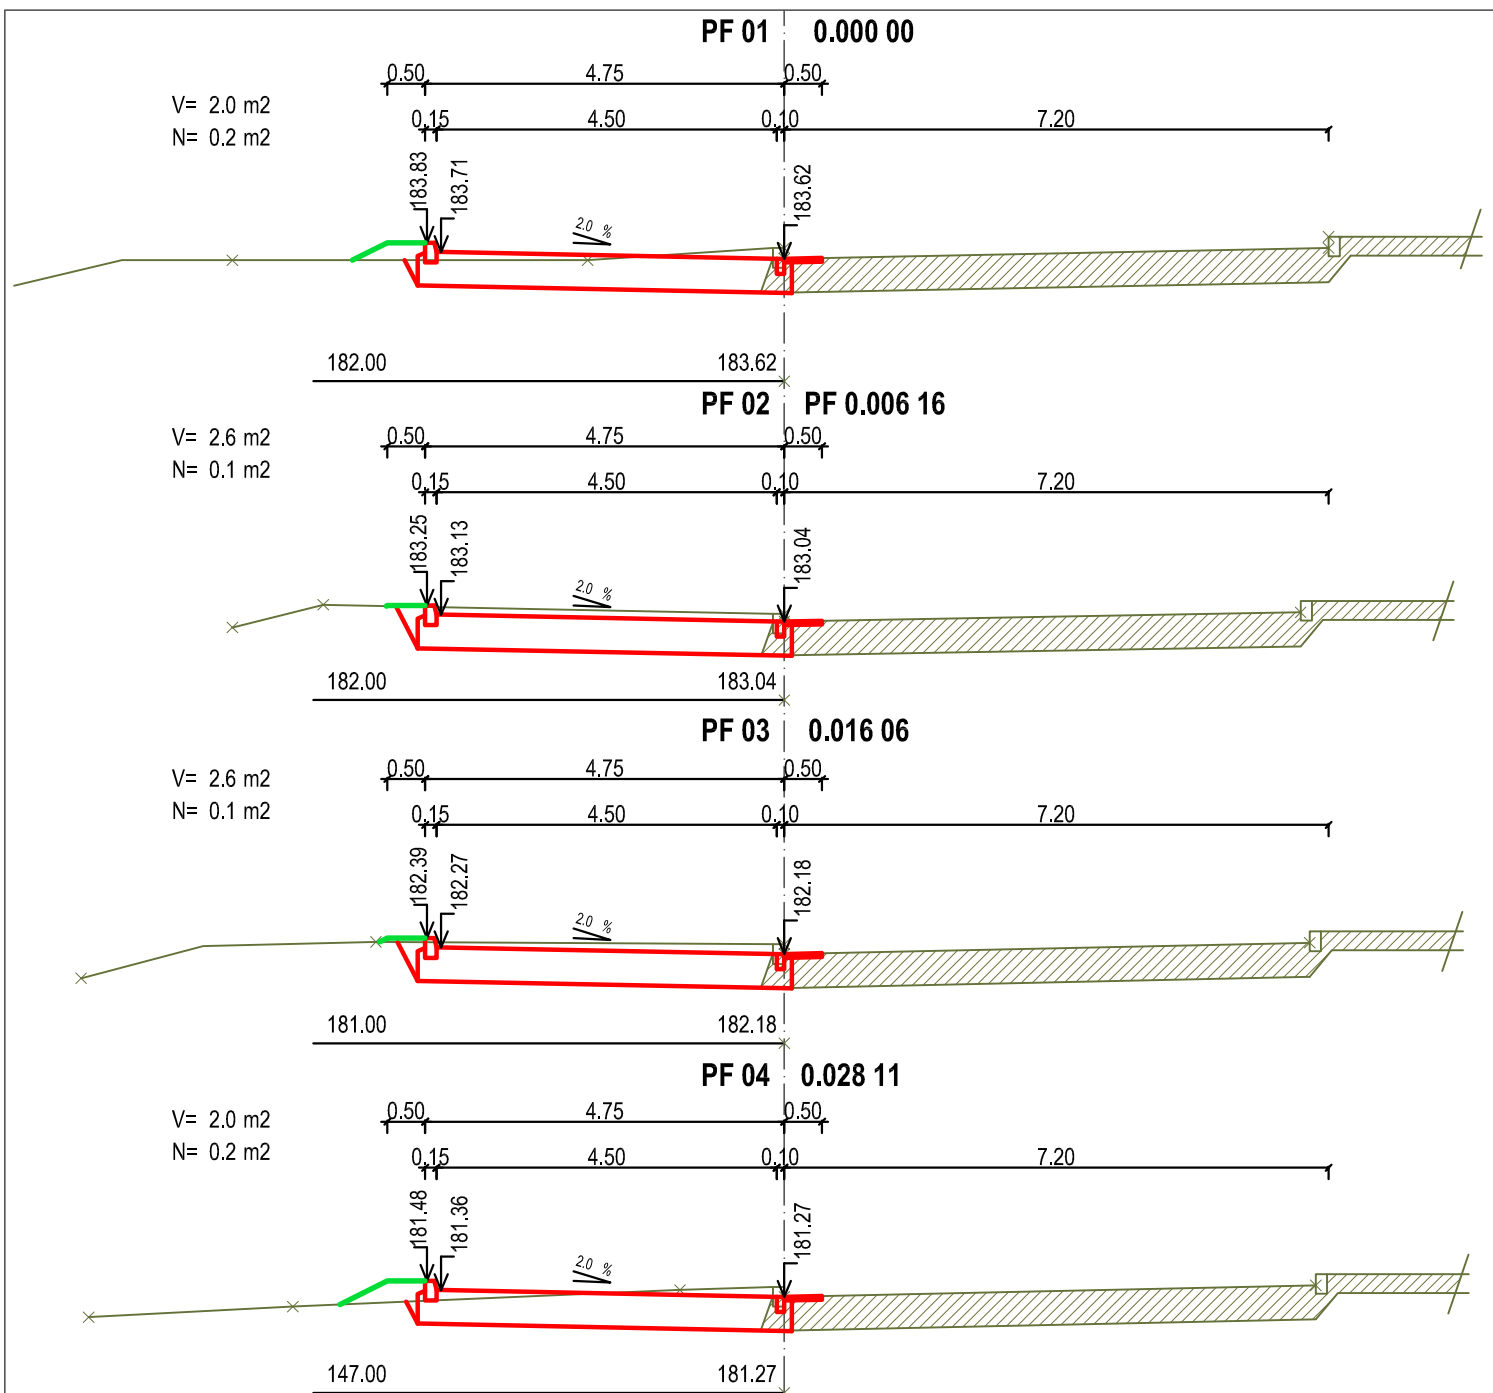 PF 01 0.000 00
0.50 4.75 0.50
V= 2.0 m2
0.15 4.50 0.10 7.20
N= 0.2 m2
183.83 183.71 183.62
2.0 %
182.00 183.62
PF 02 PF 0.006 16
0.50 4.75 0.50
V= 2.6 m2
N= 0.1 m2
0.15 4.50 0.10 7.20
183.25 183.13 183.04
2.0 %
182.00 183.04
PF 03 0.016 06
0.50 4.75 0.50
V= 2.6 m2
N= 0.1 m2
0.15 4.50 0.10 7.20
182.39 182.27 182.18
2.0 %
181.00 182.18
PF 04 0.028 11
0.50 4.75 0.50
V= 2.0 m2
N= 0.2 m2
0.15 4.50 0.10 7.20
181.48 181.36 181.27
2.0 %
147.00 181.27